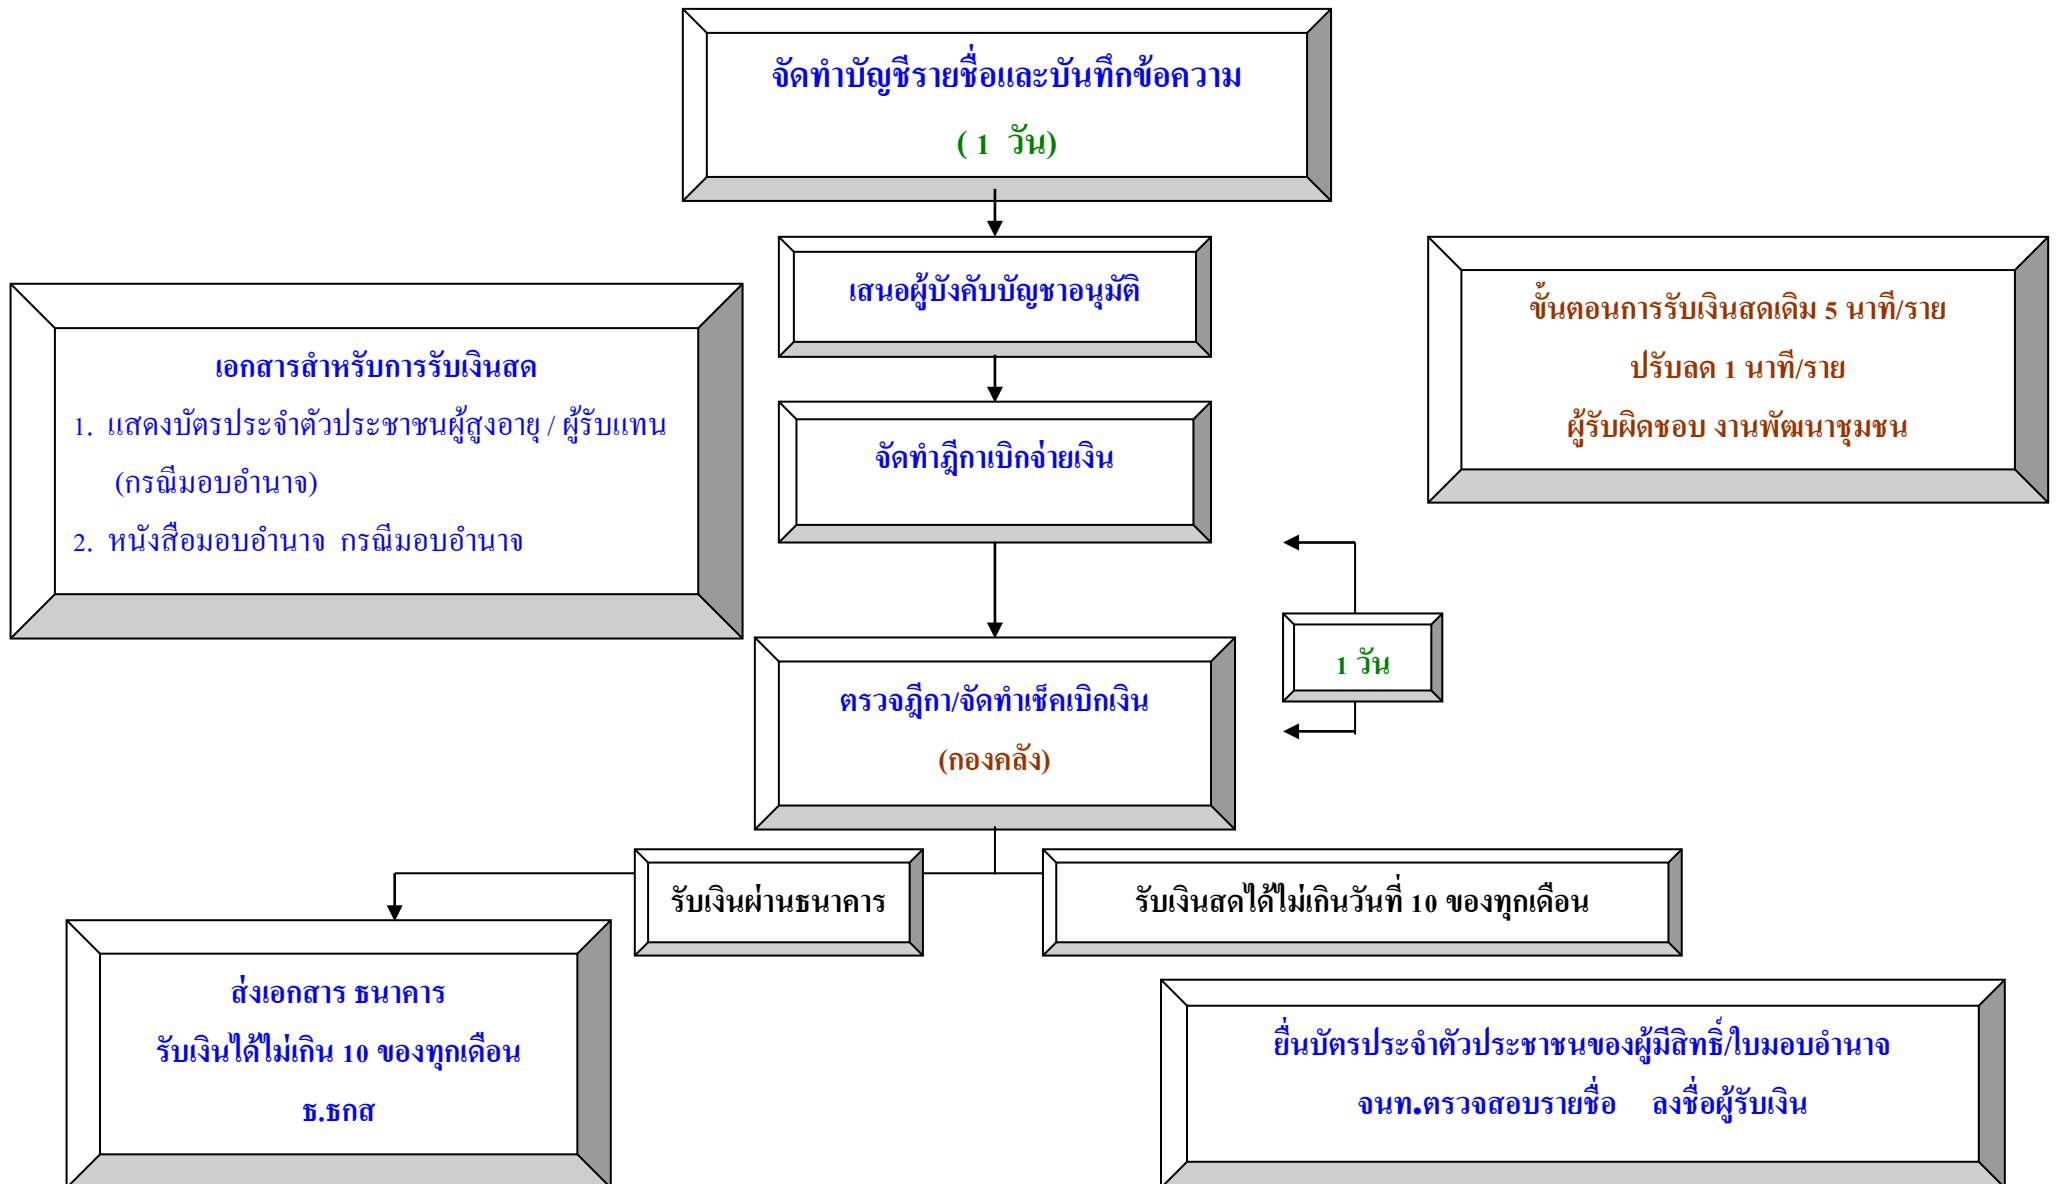 จัดทำบัญชีรายชื่อและบันทึกข้อความ
( 1 วัน)
เสนอผู้บังคับบัญชาอนุมัติ
ขั้นตอนการรับเงินสดเดิม 5 นาที/ราย
ปรับลด 1 นาที/ราย
ผู้รับผิดชอบ งานพัฒนาชุมชน
เอกสารสำหรับการรับเงินสด
1. แสดงบัตรประจำตัวประชาชนผู้สูงอายุ / ผู้รับแทน
(กรณีมอบอำนาจ)
2. หนังสือมอบอำนาจ กรณีมอบอำนาจ
จัดทำฎีกาเบิกจ่ายเงิน
1 วัน
ตรวจฎีกา/จัดทำเช็คเบิกเงิน
(กองคลัง)
รับเงินผ่านธนาคาร
รับเงินสดได้ไม่เกินวันที่ 10 ของทุกเดือน
ส่งเอกสาร ธนาคาร
รับเงินได้ไม่เกิน 10 ของทุกเดือน
ธ.ธกส
ยื่นบัตรประจำตัวประชาชนของผู้มีสิทธิ์/ใบมอบอำนาจ
จนท.ตรวจสอบรายชื่อ ลงชื่อผู้รับเงิน